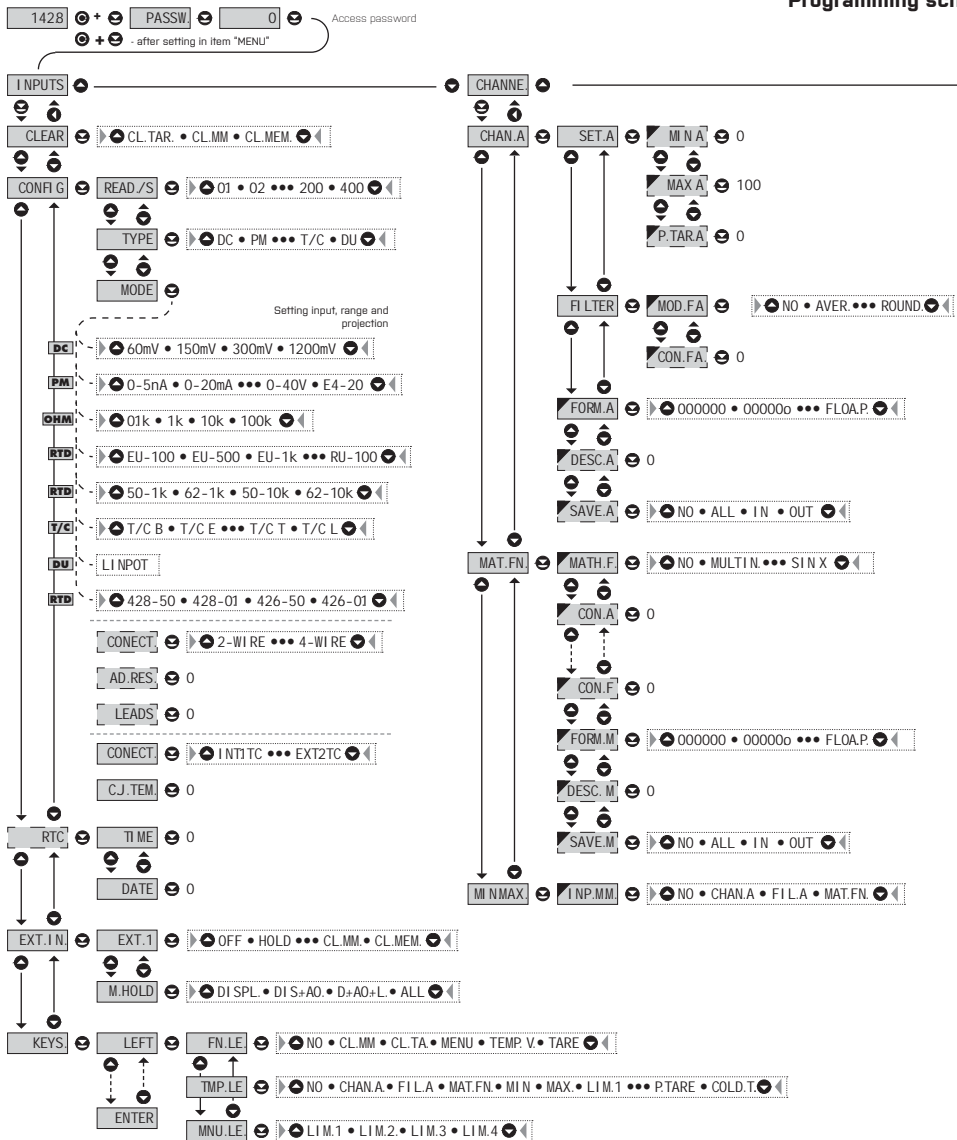 Programming sch
1428 + PASSW. 0 Access password
+ - after setting in item "MENU"
INPUTS
CLEAR CL.TAR. • CL.MM • CL.MEM.
CONFIG READ./S 01 • 02 ••• 200 • 400
TYPE DC • PM ••• T/C • DU
MODE
Setting input, range and
projection
DC 60mV • 150mV • 300mV • 1200mV
PM 0-5nA • 0-20mA ••• 0-40V • E4-20
OHM 01k • 1k • 10k • 100k
RTD EU-100 • EU-500 • EU-1k ••• RU-100
RTD 50-1k • 62-1k • 50-10k • 62-10k
T/C T/C B • T/C E ••• T/C T • T/C L
DU LINPOT
RTD 428-50 • 428-01 • 426-50 • 426-01
CONECT. 2-WIRE ••• 4-WIRE
AD.RES. 0
LEADS 0
CONECT. INT1TC ••• EXT2TC
C.J.TEM. 0
RTC TIME 0
DATE 0
EXT.IN. EXT.1 OFF • HOLD ••• CL.MM. • CL.MEM.
M.HOLD DISPL. • DIS+AO. • D+AO+L. • ALL
KEYS. LEFT FN.LE. NO • CL.MM • CL.TA. • MENU • TEMP. V. • TARE
TMP.LE NO • CHAN.A. • FIL.A • MAT.FN. • MIN • MAX. • LIM.1 ••• P.TARE • COLD.T.
ENTER
MNU.LE. LIM.1 • LIM.2. • LIM.3 • LIM.4
CHANNE.
CHAN.A SET.A MIN A 0
MAX A 100
P.TAR.A 0
FILTER MOD.FA NO • AVER. ••• ROUND.
CON.FA. 0
FORM.A 000000 • 00000o ••• FLOA.P.
DESC.A 0
SAVE.A NO • ALL • IN • OUT
MAT.FN. MATH.F. NO • MULTIN. ••• SIN X
CON.A 0
CON.F 0
FORM.M 000000 • 00000o ••• FLOA.P.
DESC. M 0
SAVE.M NO • ALL • IN • OUT
MINMAX. INP.MM. NO • CHAN.A • FIL.A • MAT.FN.